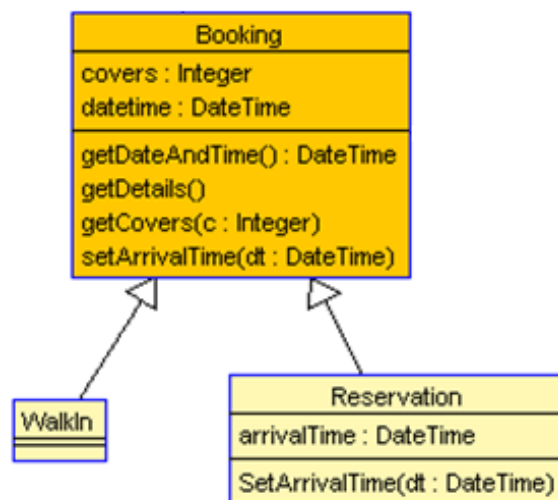 Booking
covers : Integer
datetime : DateTime
getDateAndTime() : DateTime
getDetails()
getCovers(c : Integer)
setArrivalTime(dt : DateTime)
WalkIn
Reservation
arrivalTime : DateTime
SetArrivalTime(dt : DateTime)